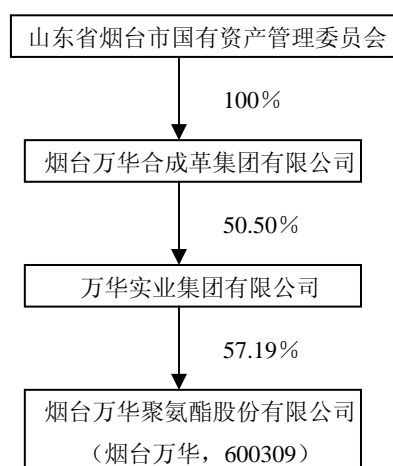 山东省烟台市国有资产管理委员会
100％
烟台万华合成革集团有限公司
50.50％
万华实业集团有限公司
57.19％
烟台万华聚氨酯股份有限公司
（烟台万华，600309）